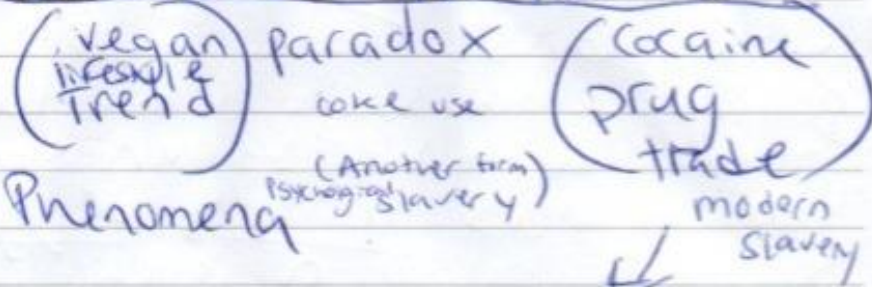 vegan
lifestyle
Trend
paradox
coke use
(Another form)
psychological slavery
Phenomena
Cocaine
Drug
trade
modern
slavery